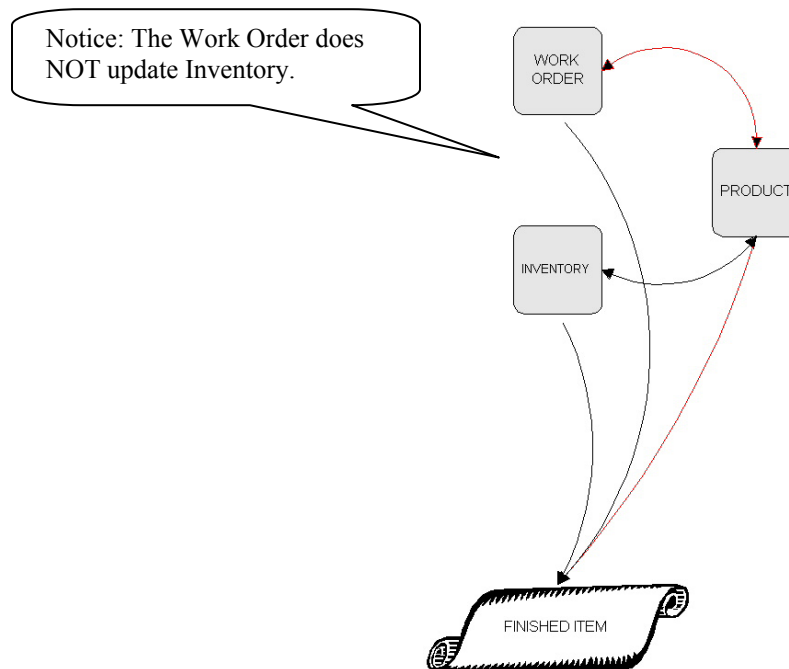 Notice: The Work Order does
NOT update Inventory.
WORK
ORDER
PRODUCT
INVENTORY
FINISHED ITEM